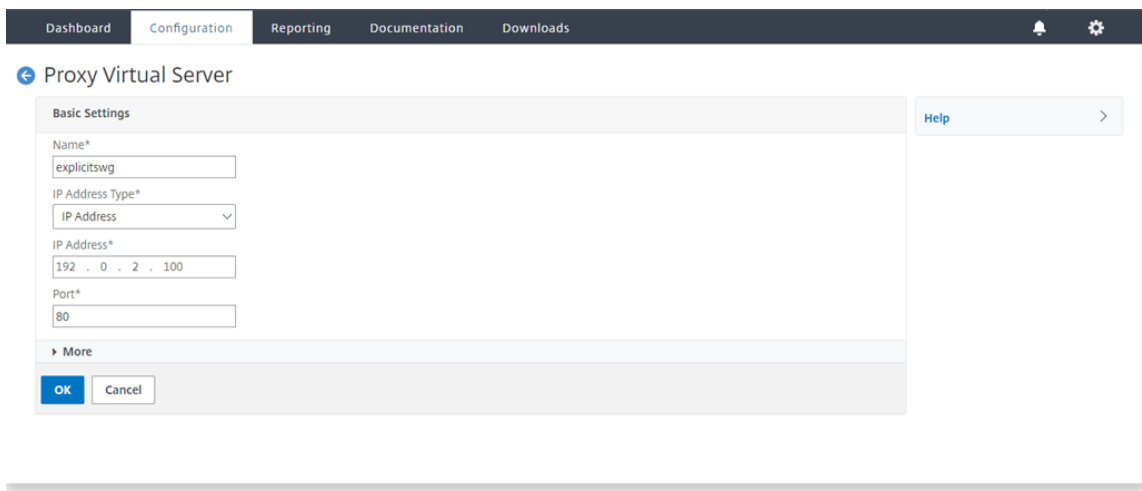 Dashboard Configuration Reporting Documentation Downloads
Proxy Virtual Server
Basic Settings
Help
Name*
explicitswg
IP Address Type*
IP Address
IP Address*
192 . 0 . 2 . 100
Port*
80
More
OK Cancel